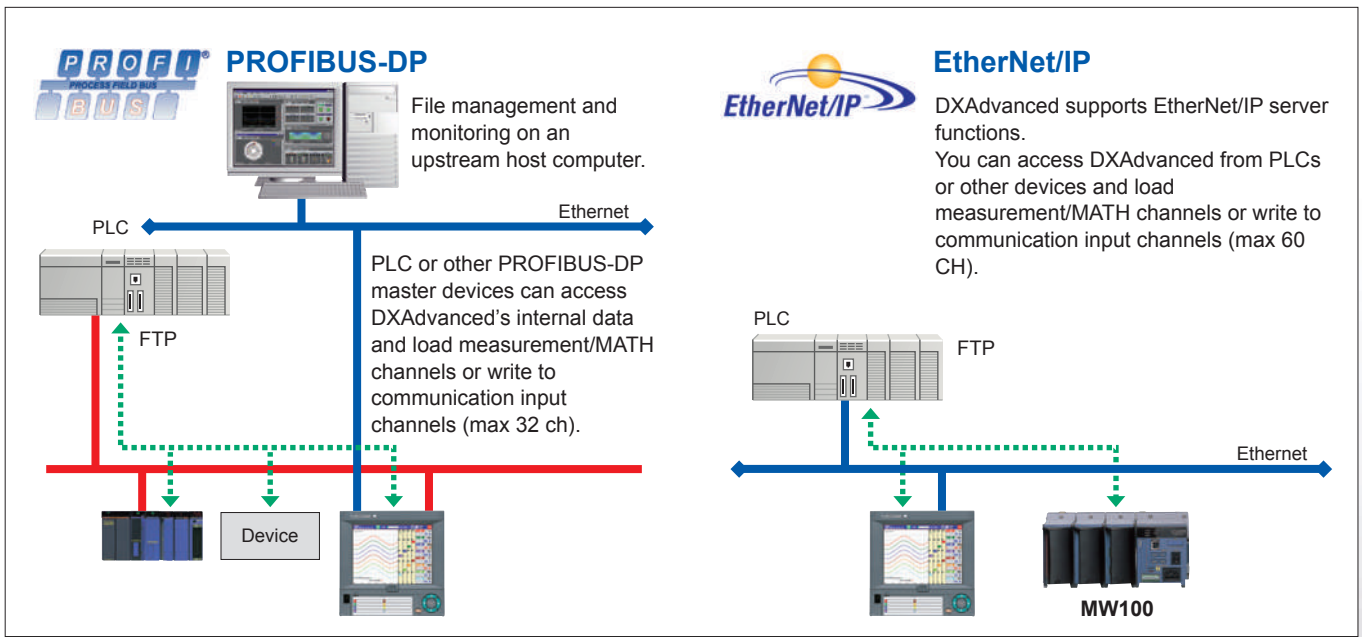 PROFI®
PROCESS FIELD BUS
BUS
PROFIBUS-DP
File management and
monitoring on an
upstream host computer.
Ethernet
PLC
FTP
PLC or other PROFIBUS-DP
master devices can access
DXAdvanced's internal data
and load measurement/MATH
channels or write to
communication input
channels (max 32 ch).
Device
EtherNet/IP
EtherNet/IP
DXAdvanced supports EtherNet/IP server
functions.
You can access DXAdvanced from PLCs
or other devices and load
measurement/MATH channels or write to
communication input channels (max 60
CH).
PLC
FTP
Ethernet
MW100